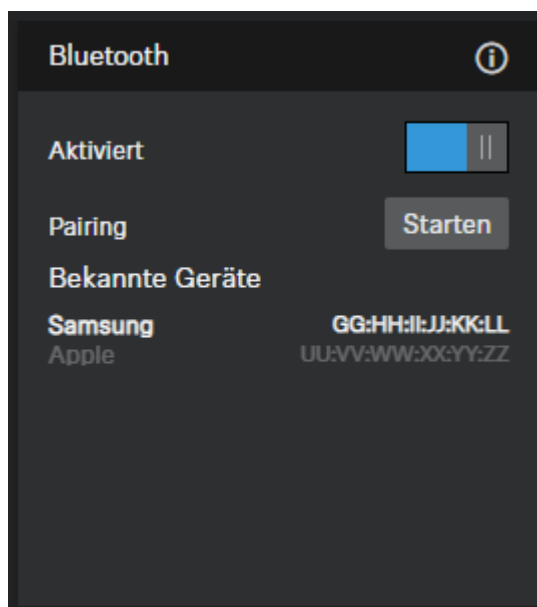 Bluetooth
Aktiviert
Pairing Starten
Bekannte Geräte
Samsung GG:HH:II:JJ:KK:LL
Apple UU:VV:WW:XX:YY:ZZ